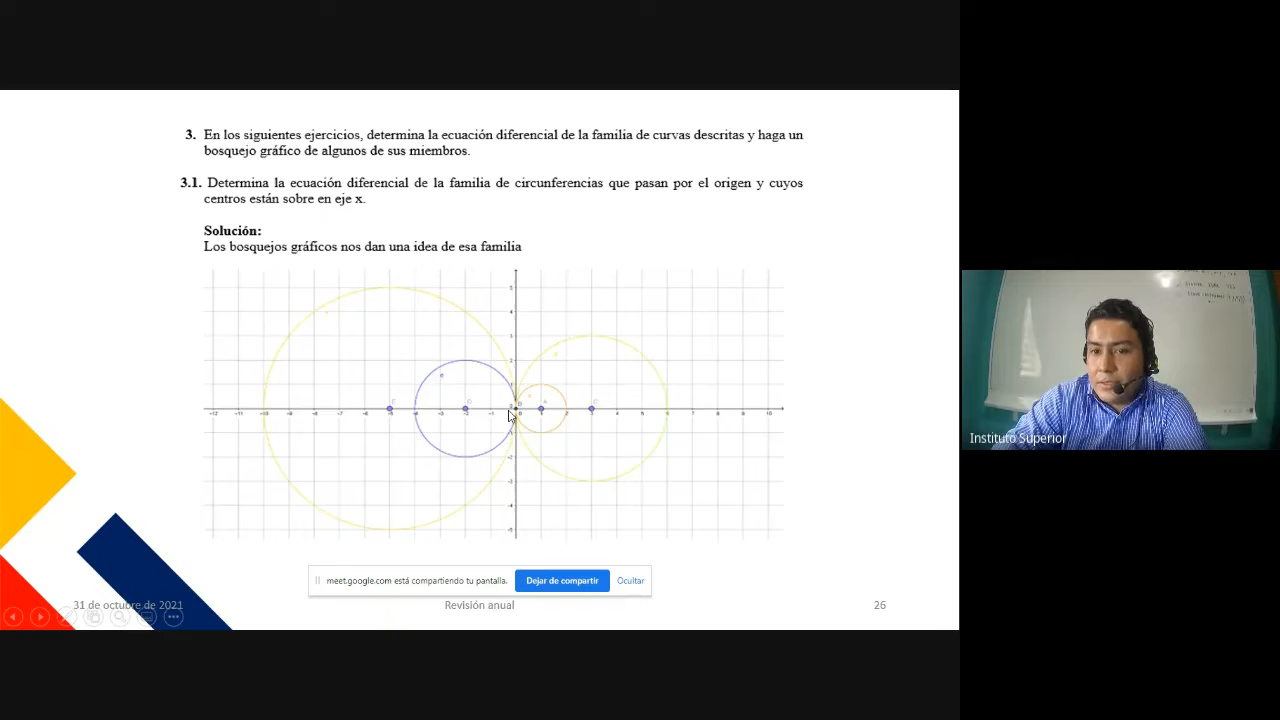 3. En los siguientes ejercicios, determina la ecuación diferencial de la familia de curvas descritas y haga un
bosquejo gráfico de algunos de sus miembros.
3.1. Determina la ecuación diferencial de la familia de circunferencias que pasan por el origen y cuyos
centros están sobre en eje x.
Solución:
Los bosquejos gráficos nos dan una idea de esa familia
meet.google.com está compartiendo tu pantalla.
Dejar de compartir
Ocultar
31 de octubre de 2021
Revisión anual
26
Instituto Superior